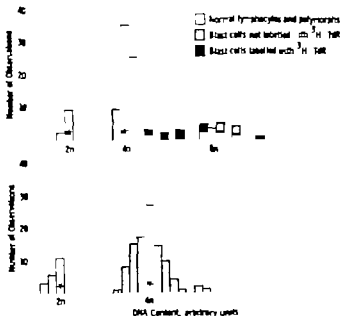 40
Normal lymphocytes and polymorphs
Blast cells not labelled with ³H TdR
Blast cells labelled with ³H TdR
30
20
10
Number of Observations
2n
4n
8n
40
30
20
10
Number of Observations
2n
4n
DNA Content, arbitrary units